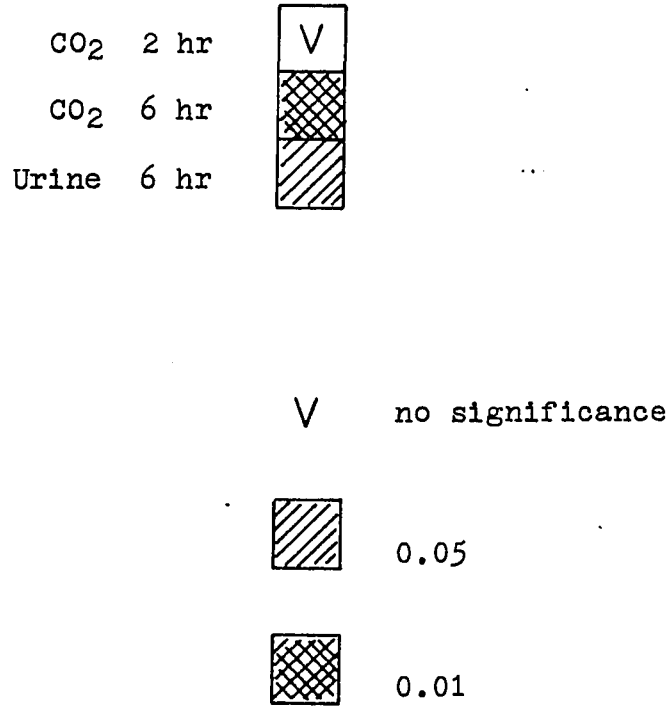 CO₂ 2 hr V
CO₂ 6 hr
Urine 6 hr
V no significance
0.05
0.01